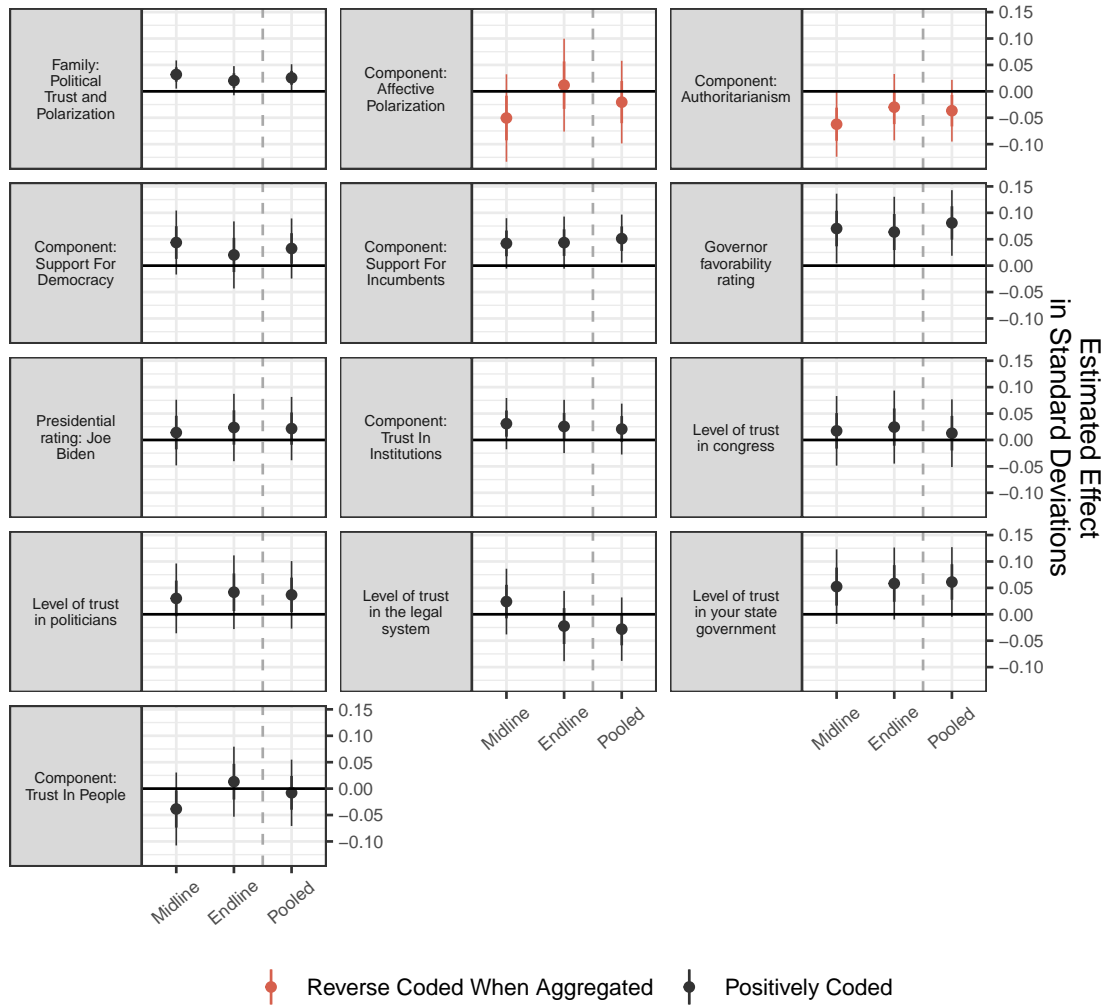 Family:
Political
Trust and
Polarization
Component:
Affective
Polarization
Component:
Authoritarianism
0.15
0.10
0.05
0.00
−0.05
−0.10
Component:
Support For
Democracy
Component:
Support For
Incumbents
Governor
favorability
rating
0.15
0.10
0.05
0.00
−0.05
−0.10
Presidential
rating: Joe
Biden
Component:
Trust In
Institutions
Level of trust
in congress
0.15
0.10
0.05
0.00
−0.05
−0.10
Level of trust
in politicians
Level of trust
in the legal
system
Level of trust
in your state
government
0.15
0.10
0.05
0.00
−0.05
−0.10
Component:
Trust In People
0.15
0.10
0.05
0.00
−0.05
−0.10
Midline
Endline
Pooled
Midline
Endline
Pooled
Midline
Endline
Pooled
Estimated Effect
in Standard Deviations
Reverse Coded When Aggregated
Positively Coded